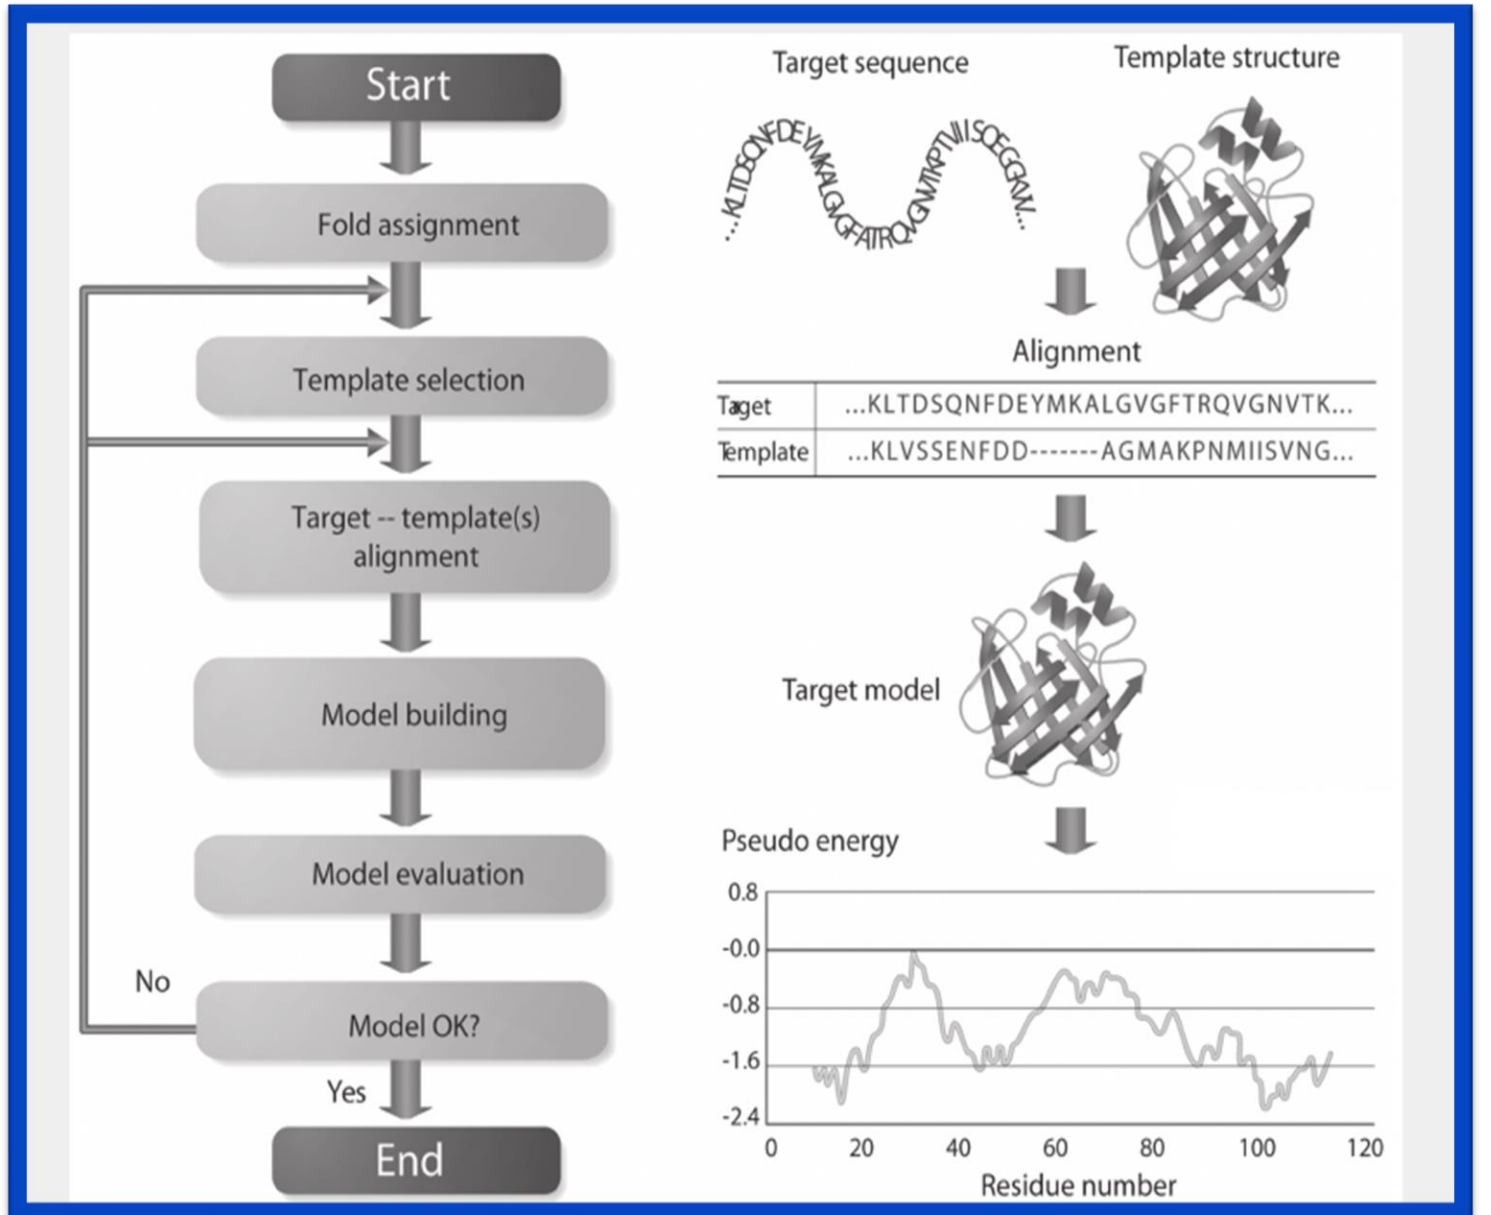 Start
Fold assignment
Template selection
Target -- template(s)
alignment
Model building
Model evaluation
No
Model OK?
Yes
End
Target sequence
Template structure
...KLTDSQNFDEYMKALGVGFATRQVGNVTKPTVIISQEGGKVV...
Alignment
Taget ...KLTDSQNFDEYMKALGVGFTRQVGNVTK...
Template ...KLVSSENFDD-------AGMAKPNMIISVNG...
Target model
Pseudo energy
0.8
-0.0
-0.8
-1.6
-2.4
0 20 40 60 80 100 120
Residue number